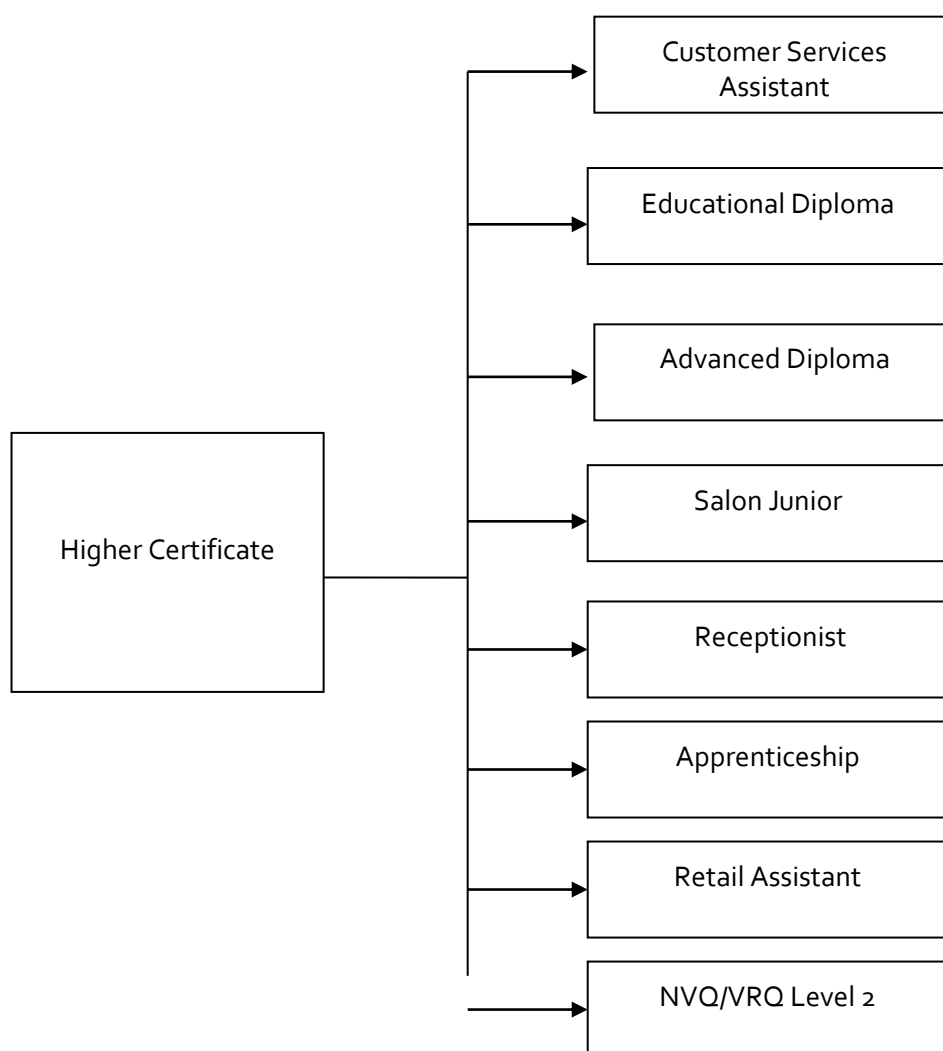 Customer Services
Assistant
Educational Diploma
Advanced Diploma
Salon Junior
Higher Certificate
Receptionist
Apprenticeship
Retail Assistant
NVQ/VRQ Level 2